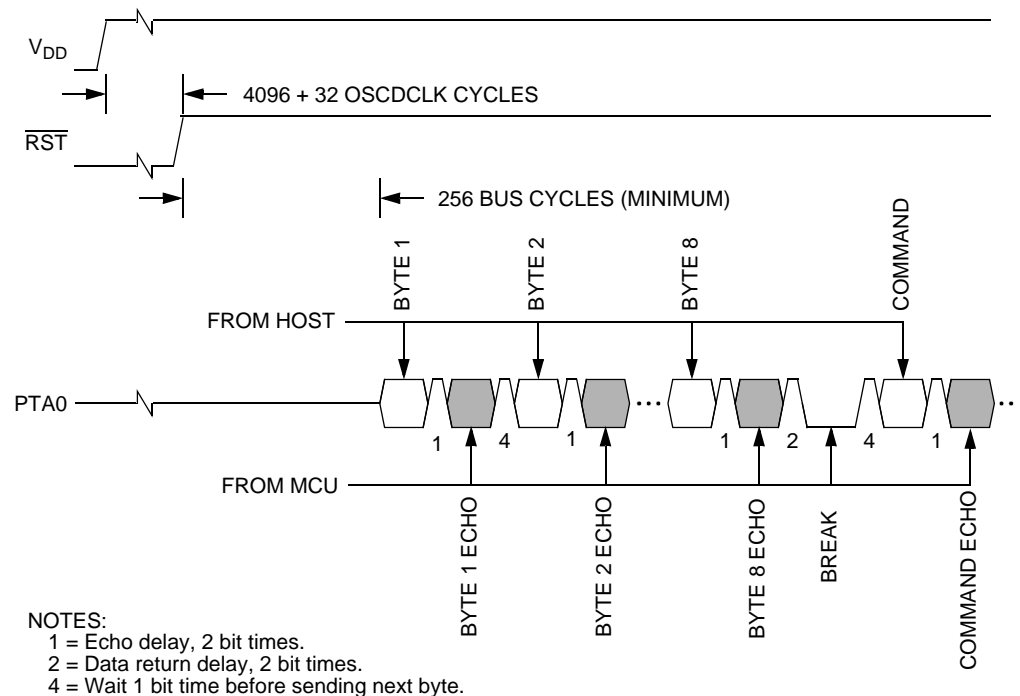 VDD
4096 + 32 OSCDCLK CYCLES
RST
256 BUS CYCLES (MINIMUM)
BYTE 1
BYTE 2
BYTE 8
COMMAND
FROM HOST
PTA0
1
4
1
1
2
4
1
FROM MCU
BYTE 1 ECHO
BYTE 2 ECHO
BYTE 8 ECHO
BREAK
COMMAND ECHO
NOTES:
1 = Echo delay, 2 bit times.
2 = Data return delay, 2 bit times.
4 = Wait 1 bit time before sending next byte.